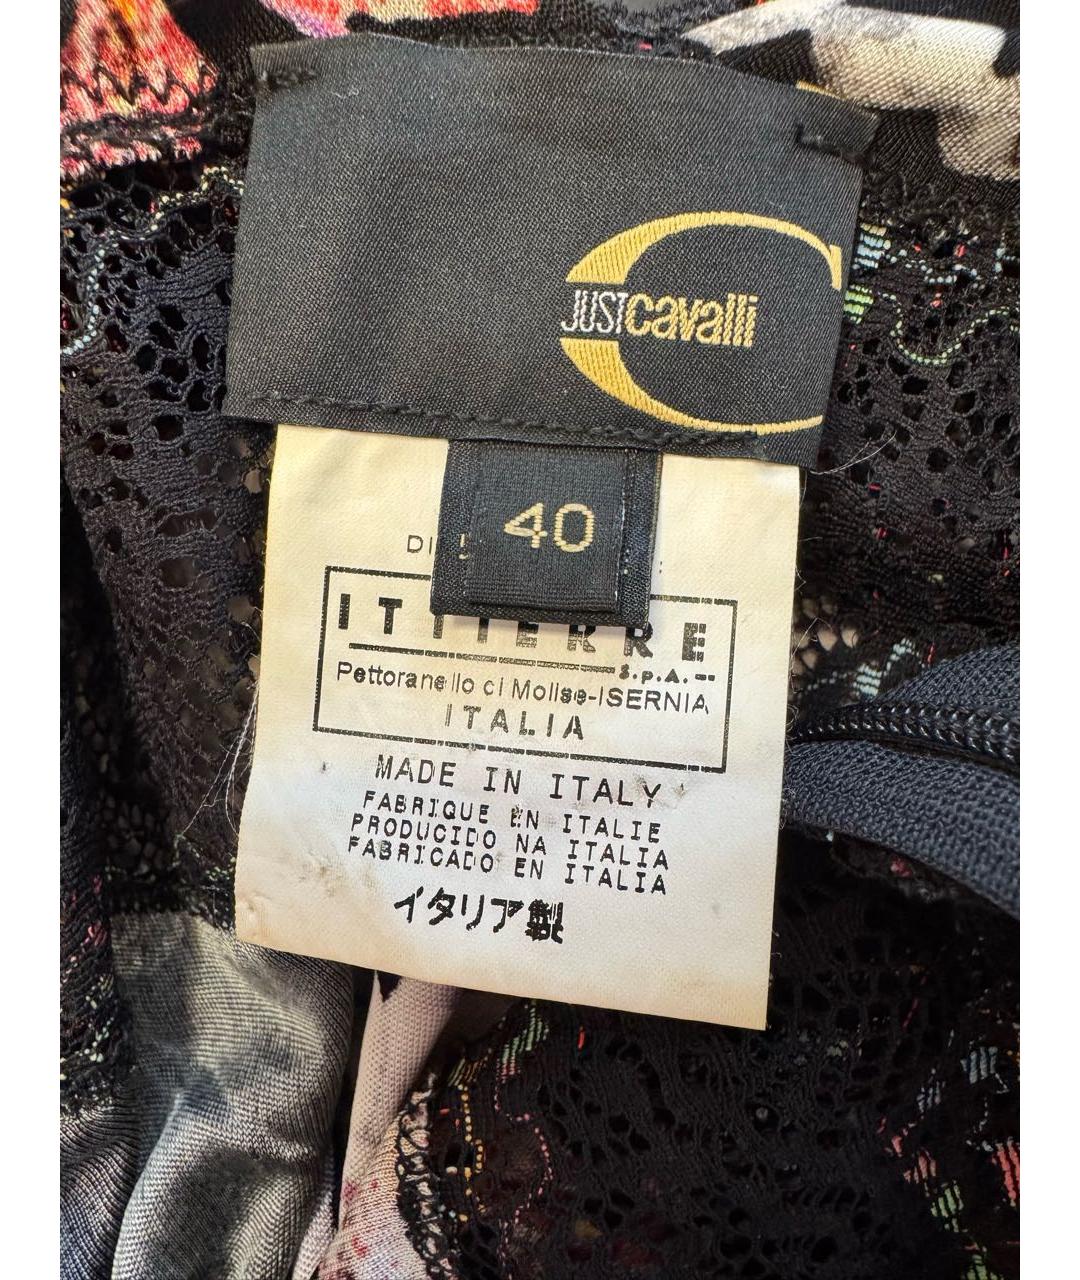 JUST cavalli
40
ITTIERRE
S.p.A.
Pettoranello di Molise-ISERNIA
ITALIA
MADE IN ITALY
FABRIQUE EN ITALIE
PRODUCIDO NA ITALIA
FABRICADO EN ITALIA
イタリア製